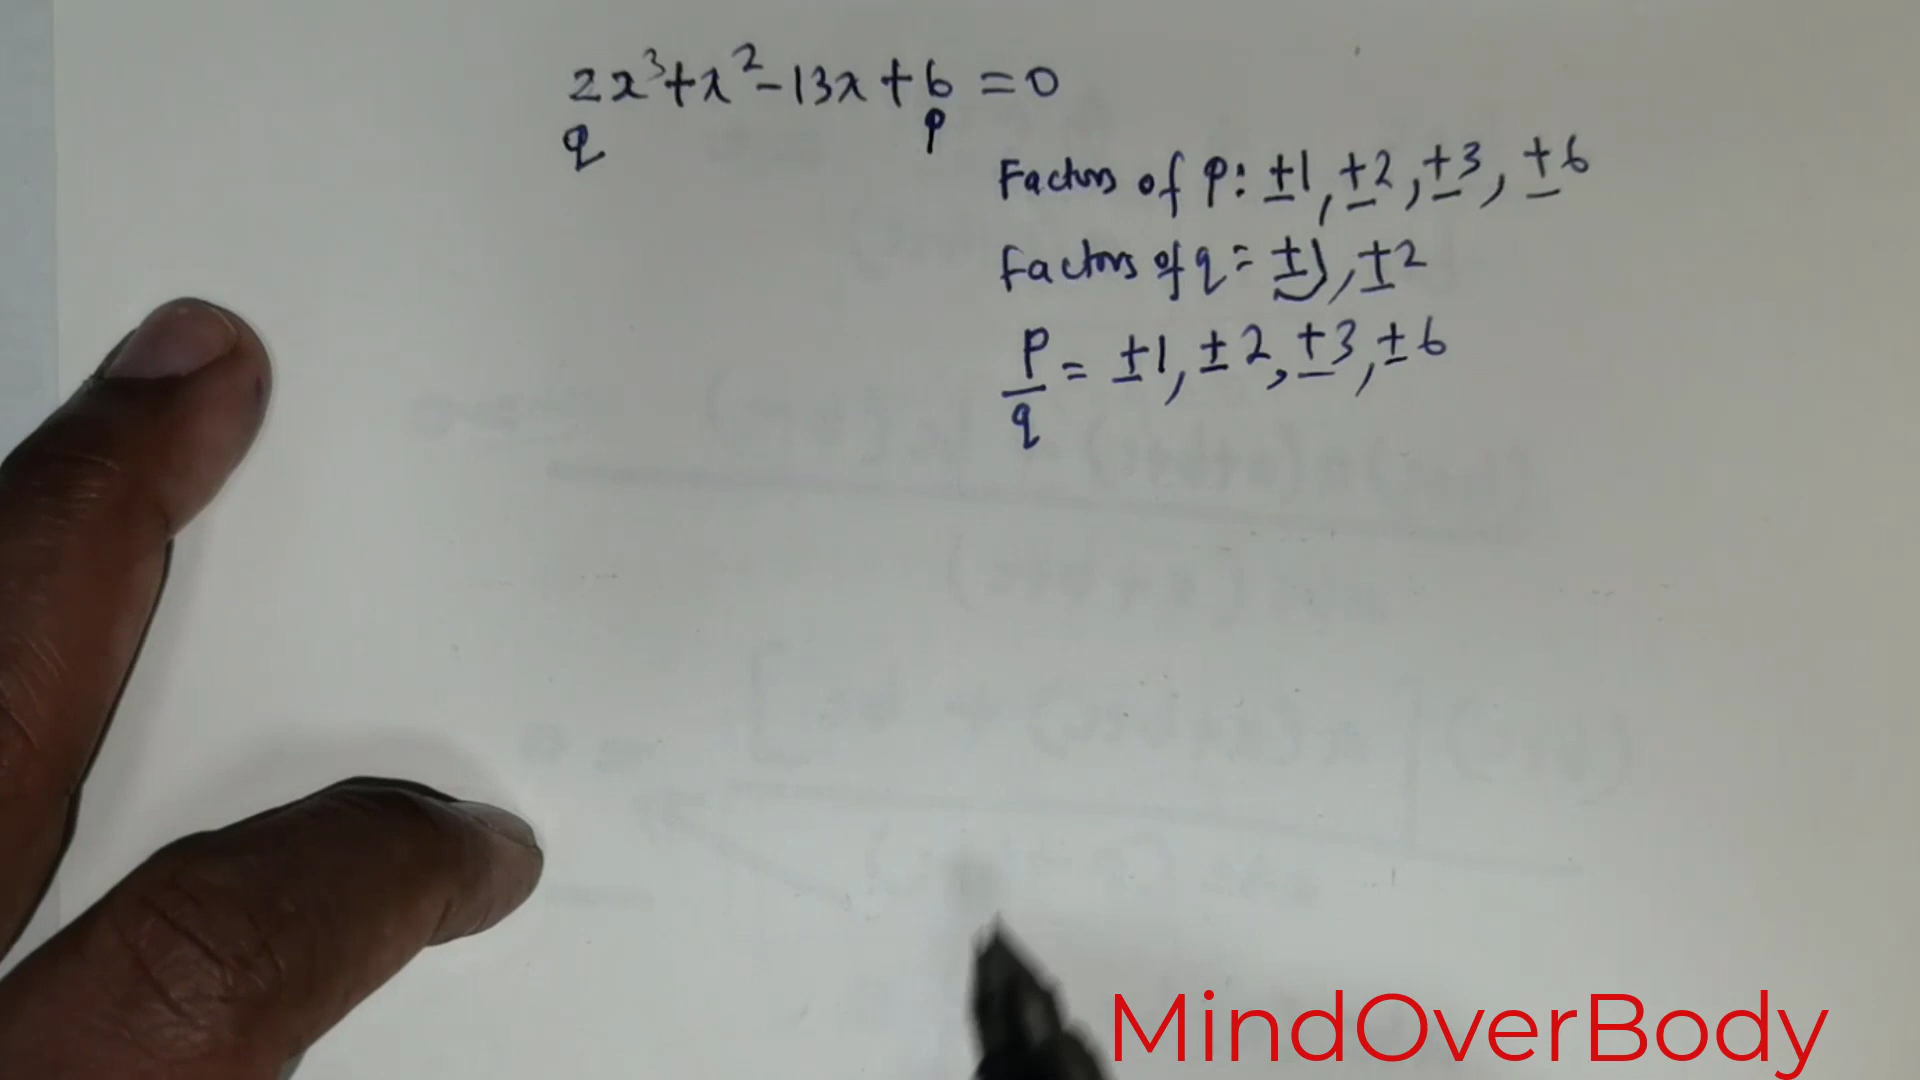 2x³+x²-13x+6=0
q p
Factors of p: ±1, ±2, ±3, ±6
Factors of q = ±1, ±2
p/q = ±1, ±2, ±3, ±6
MindOverBody